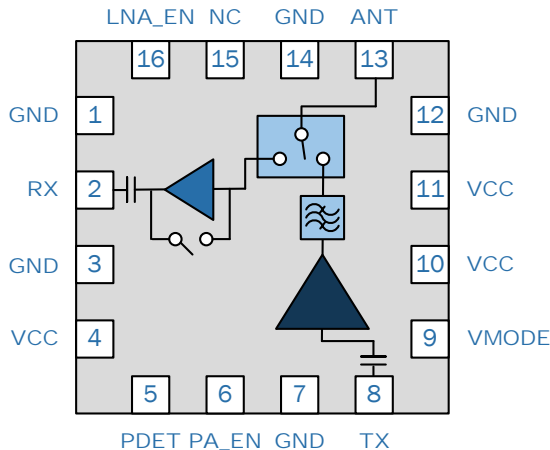 LNA_EN NC GND ANT
16 15 14 13
GND 1 12 GND
RX 2 11 VCC
GND 3 10 VCC
VCC 4 9 VMODE
5 6 7 8
PDET PA_EN GND TX